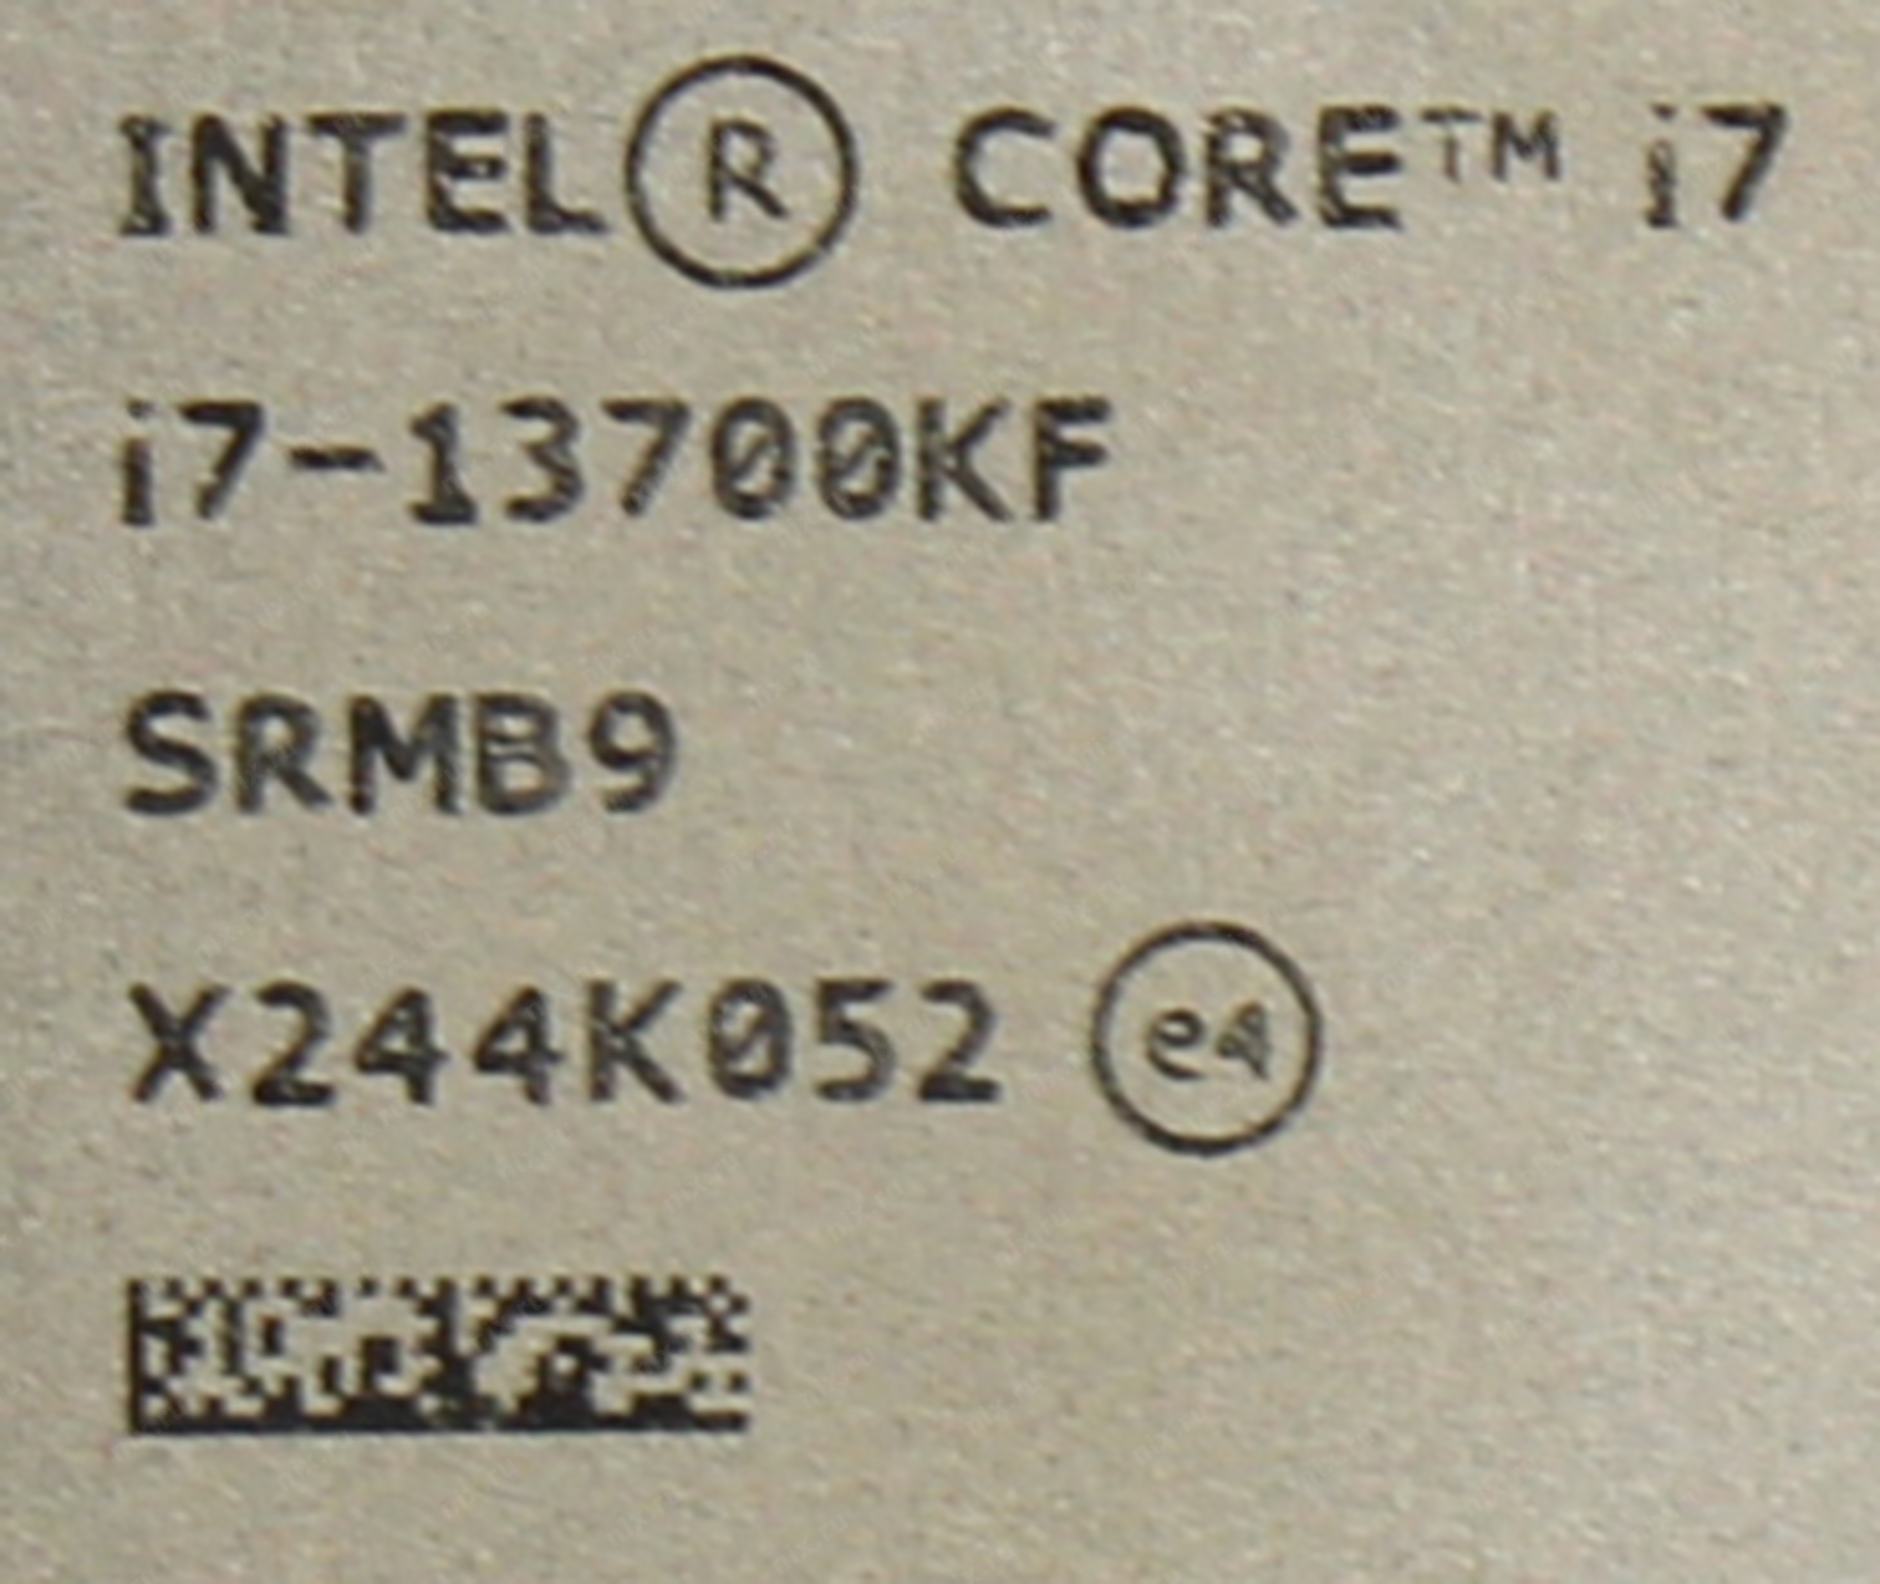 INTEL® CORE™ i7
i7-13700KF
SRMB9
X244K052 e4